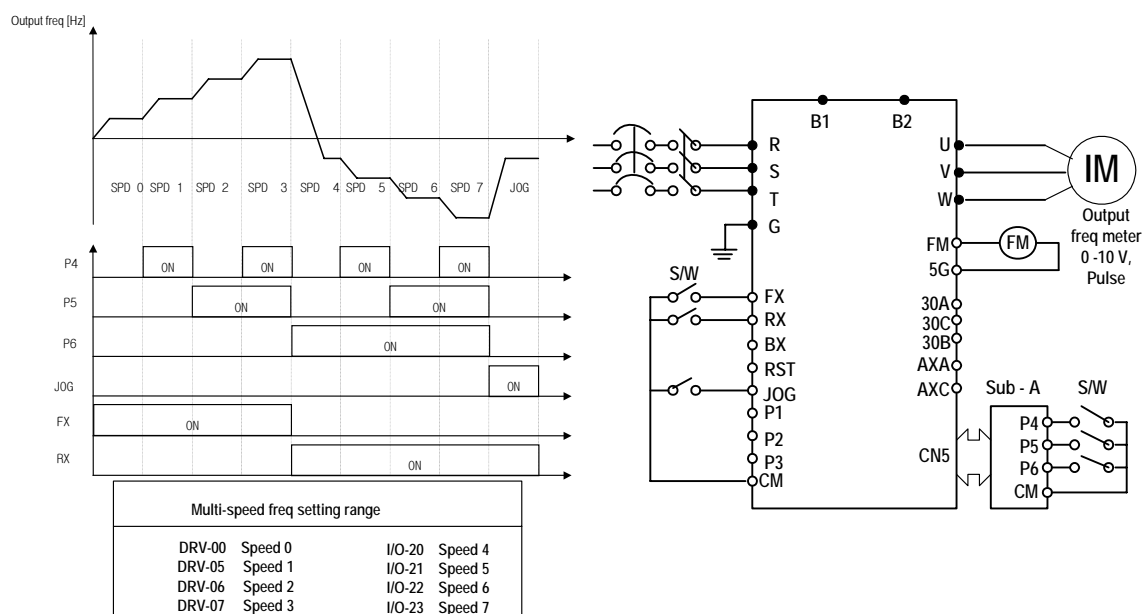 Output freq [Hz]
SPD 0 SPD 1 SPD 2 SPD 3 SPD 4 SPD 5 SPD 6 SPD 7 JOG
P4 ON ON ON ON
P5 ON ON
P6 ON
JOG ON
FX ON
RX ON
Multi-speed freq setting range
DRV-00 Speed 0 I/O-20 Speed 4
DRV-05 Speed 1 I/O-21 Speed 5
DRV-06 Speed 2 I/O-22 Speed 6
DRV-07 Speed 3 I/O-23 Speed 7
B1 B2
R
S
T
G
S/W
FX
RX
BX
RST
JOG
P1
P2
P3
CM
U
V
W
IM
Output
freq meter
0 -10 V,
Pulse
FM FM
5G
30A
30C
30B
AXA
AXC
CN5
Sub - A S/W
P4
P5
P6
CM